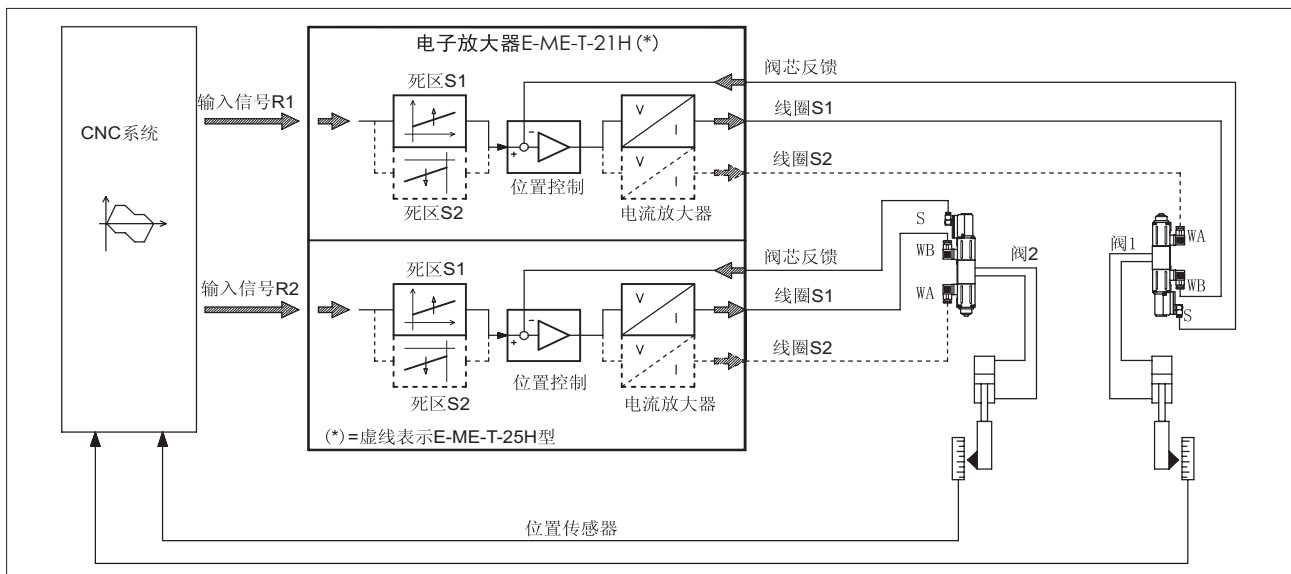 电子放大器E-ME-T-21H(*)
CNC系统
输入信号R1
死区S1
死区S2
+
-
位置控制
V
I
V
I
电流放大器
阀芯反馈
线圈S1
线圈S2
输入信号R2
死区S1
死区S2
+
-
位置控制
V
I
V
I
电流放大器
阀芯反馈
线圈S1
线圈S2
(*)=虚线表示E-ME-T-25H型
S
WB
WA
阀2
阀1
WA
WB
S
位置传感器